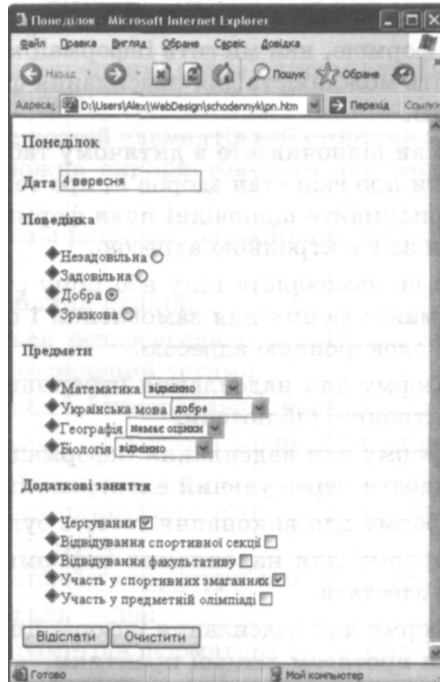 Понеділок - Microsoft Internet Explorer
Файл Правка Вигляд Обране Сервіс Довідка
Назад Пошук Обране
Адреса: D:\Users\Alex\WebDesign\schodennyk\pn.htm Перехід Ссылки
Понеділок
Дата 4 вересня
Поведінка
Незадовільна
Задовільна
Добра
Зразкова
Предмети
Математика відмінно
Українська мова добре
Географія немає оцінки
Біологія відмінно
Додаткові заняття
Чергування
Відвідування спортивної секції
Відвідування факультативу
Участь у спортивних змаганнях
Участь у предметній олімпіаді
Відіслати Очистити
Готово Мой компьютер